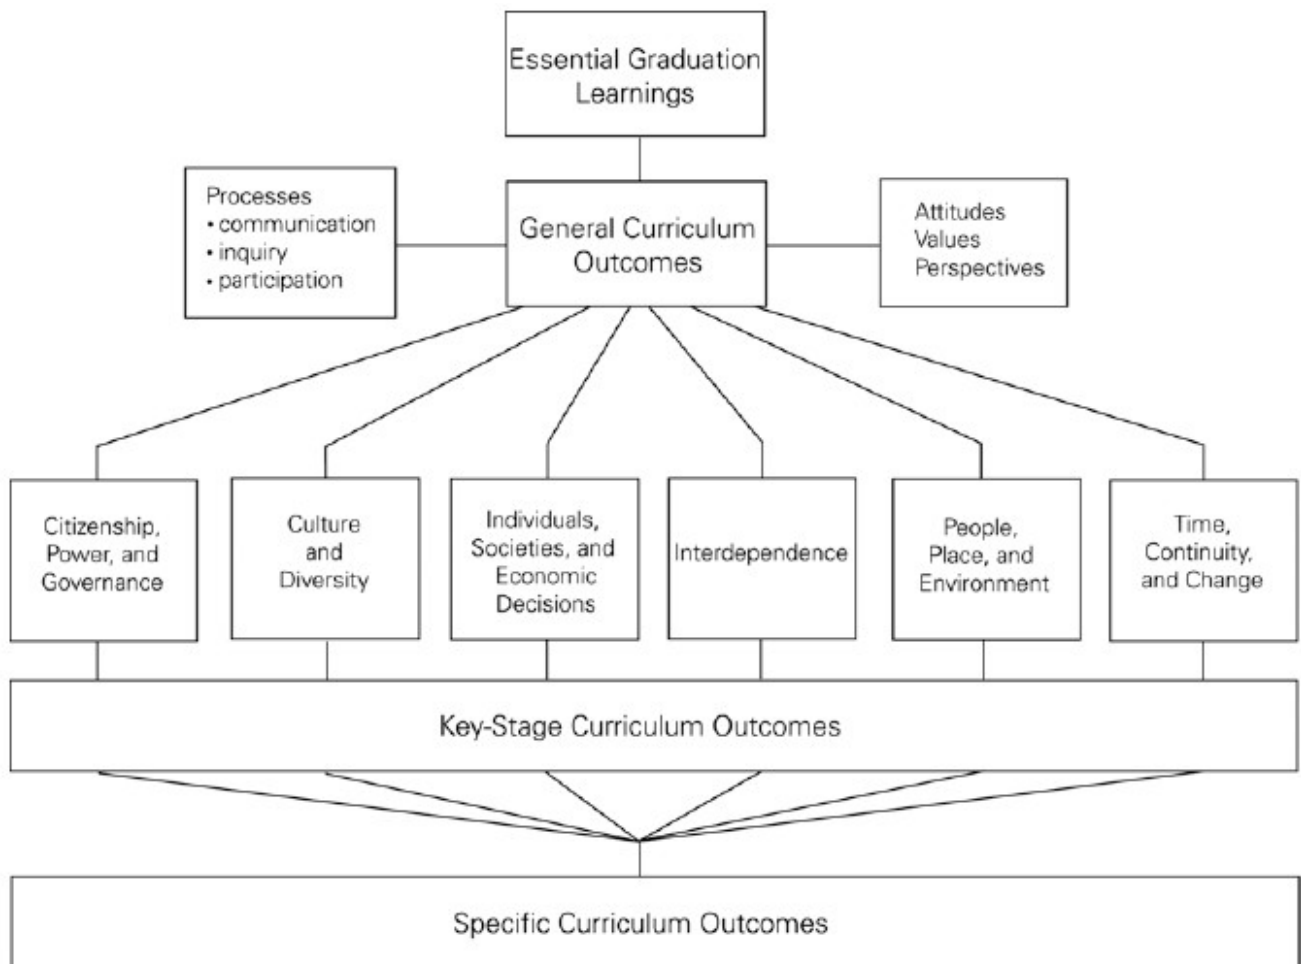 Essential Graduation
Learnings
Processes
• communication
• inquiry
• participation
General Curriculum
Outcomes
Attitudes
Values
Perspectives
Citizenship,
Power, and
Governance
Culture
and
Diversity
Individuals,
Societies, and
Economic
Decisions
Interdependence
People,
Place, and
Environment
Time,
Continuity,
and Change
Key-Stage Curriculum Outcomes
Specific Curriculum Outcomes